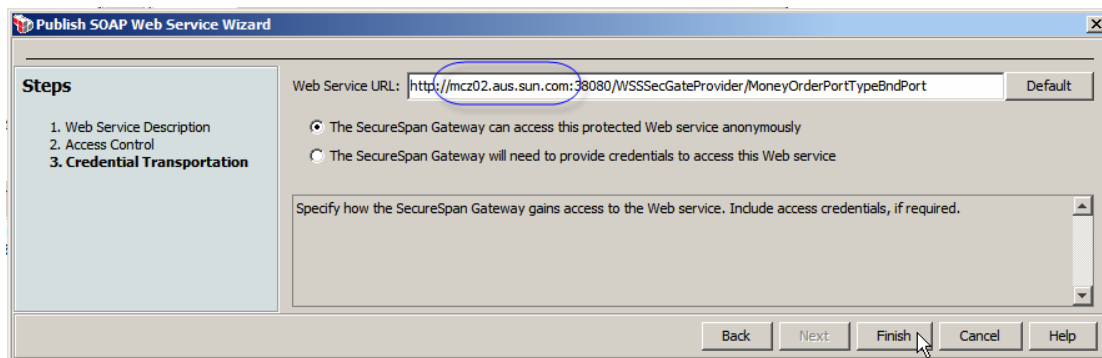 Publish SOAP Web Service Wizard
Steps
1. Web Service Description
2. Access Control
3. Credential Transportation
Web Service URL: http://mcz02.aus.sun.com:38080/WSSSecGateProvider/MoneyOrderPortTypeBndPort Default
The SecureSpan Gateway can access this protected Web service anonymously
The SecureSpan Gateway will need to provide credentials to access this Web service
Specify how the SecureSpan Gateway gains access to the Web service. Include access credentials, if required.
Back Next Finish Cancel Help